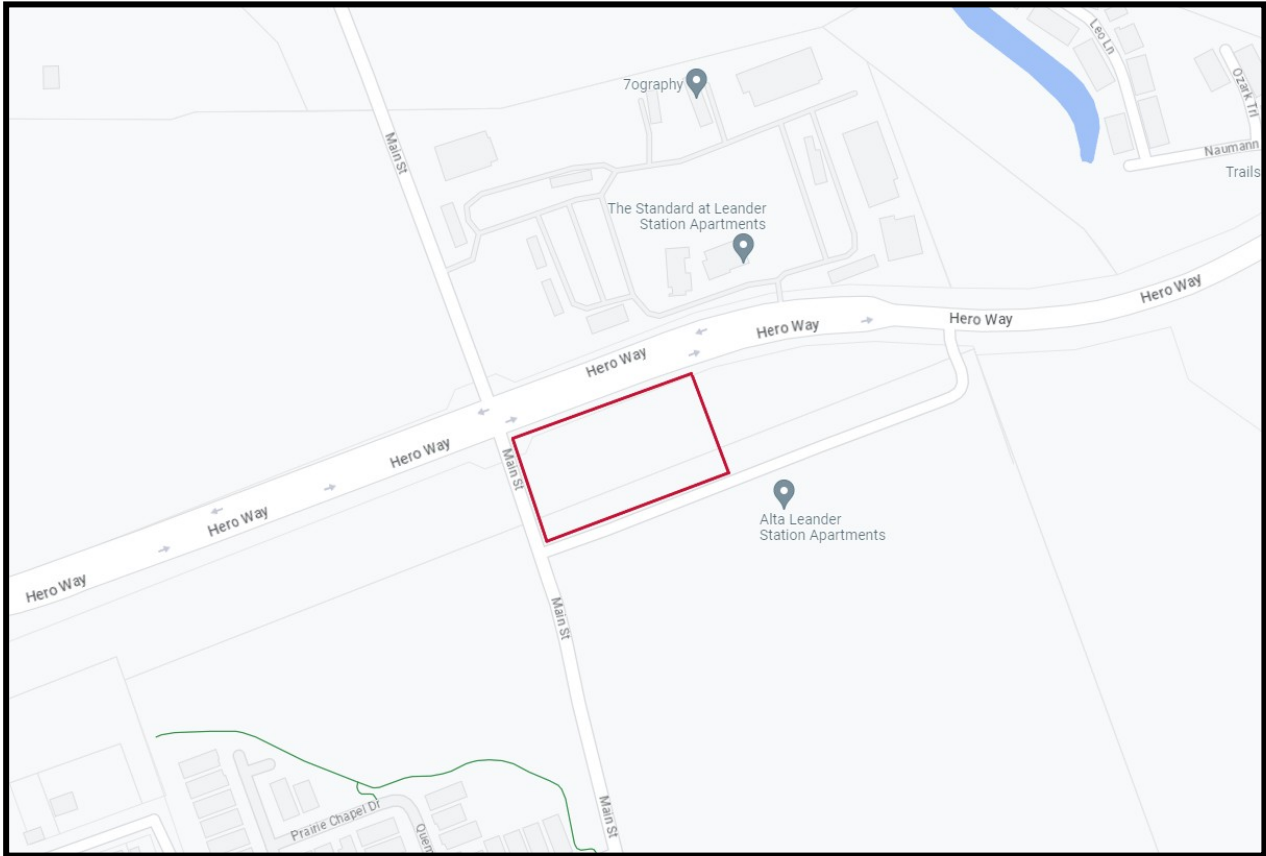 Leo Ln
Ozark Trl
7ography
Main St
Naumann
Trails
The Standard at Leander
Station Apartments
Hero Way
Hero Way
Hero Way
Hero Way
Hero Way
Main St
Alta Leander
Station Apartments
Hero Way
Hero Way
Main St
Prairie Chapel Dr
Main St